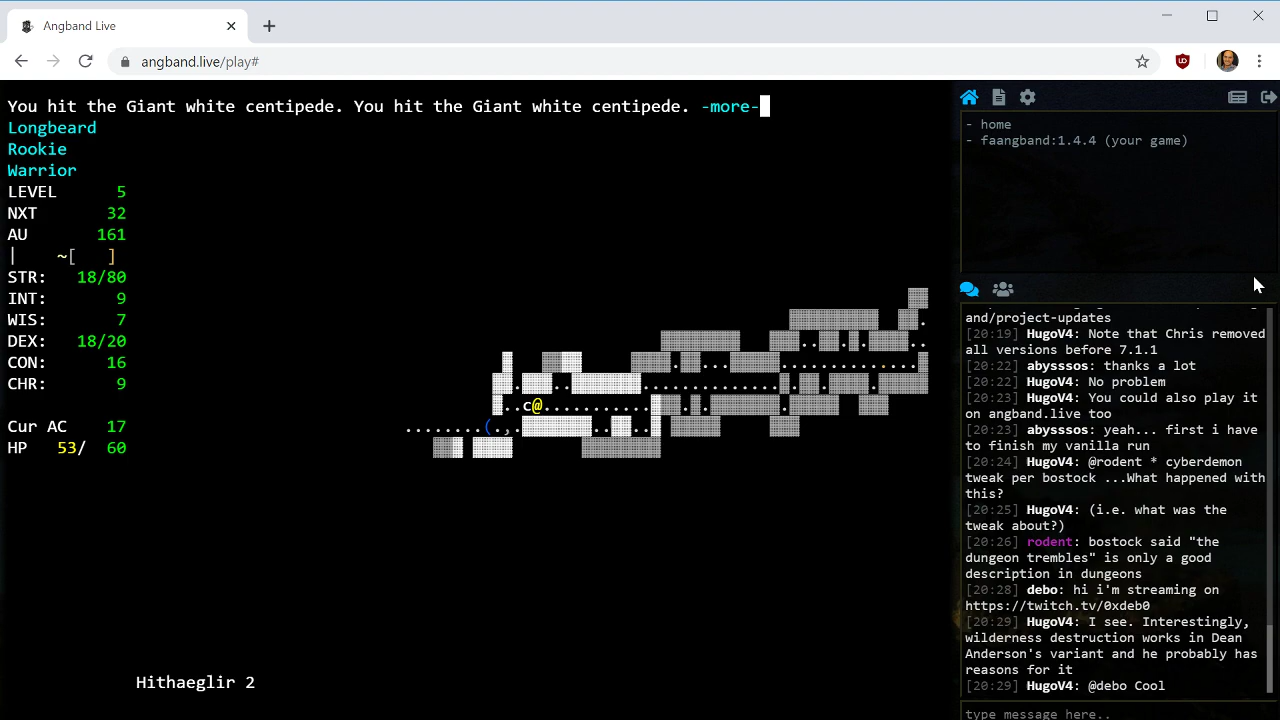 Angband Live
angband.live/play#
You hit the Giant white centipede. You hit the Giant white centipede. -more-
Longbeard
Rookie
Warrior
LEVEL 5
NXT 32
AU 161
| ~[ ]
STR: 18/80
INT: 9
WIS: 7
DEX: 18/20
CON: 16
CHR: 9
Cur AC 17
HP 53/ 60
c@
Hithaeglir 2
- home
- faangband:1.4.4 (your game)
and/project-updates
[20:19] HugoV4: Note that Chris removed
all versions before 7.1.1
[20:22] abysssos: thanks a lot
[20:22] HugoV4: No problem
[20:23] HugoV4: You could also play it
on angband.live too
[20:23] abysssos: yeah... first i have
to finish my vanilla run
[20:24] HugoV4: @rodent * cyberdemon
tweak per bostock ...What happened with
this?
[20:25] HugoV4: (i.e. what was the
tweak about?)
[20:26] rodent: bostock said "the
dungeon trembles" is only a good
description in dungeons
[20:28] debo: hi i'm streaming on
https://twitch.tv/0xdeb0
[20:29] HugoV4: I see. Interestingly,
wilderness destruction works in Dean
Anderson's variant and he probably has
reasons for it
[20:29] HugoV4: @debo Cool
type message here..